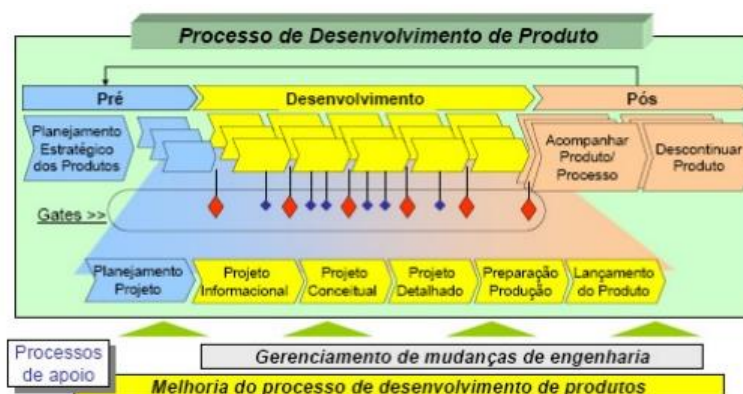 Processo de Desenvolvimento de Produto
Pré
Desenvolvimento
Pós
Planejamento
Estratégico
dos Produtos
Acompanhar
Produto/
Processo
Descontinuar
Produto
Gates >>
Planejamento
Projeto
Projeto
Informacional
Projeto
Conceitual
Projeto
Detalhado
Preparação
Produção
Lançamento
do Produto
Processos
de apoio
Gerenciamento de mudanças de engenharia
Melhoria do processo de desenvolvimento de produtos